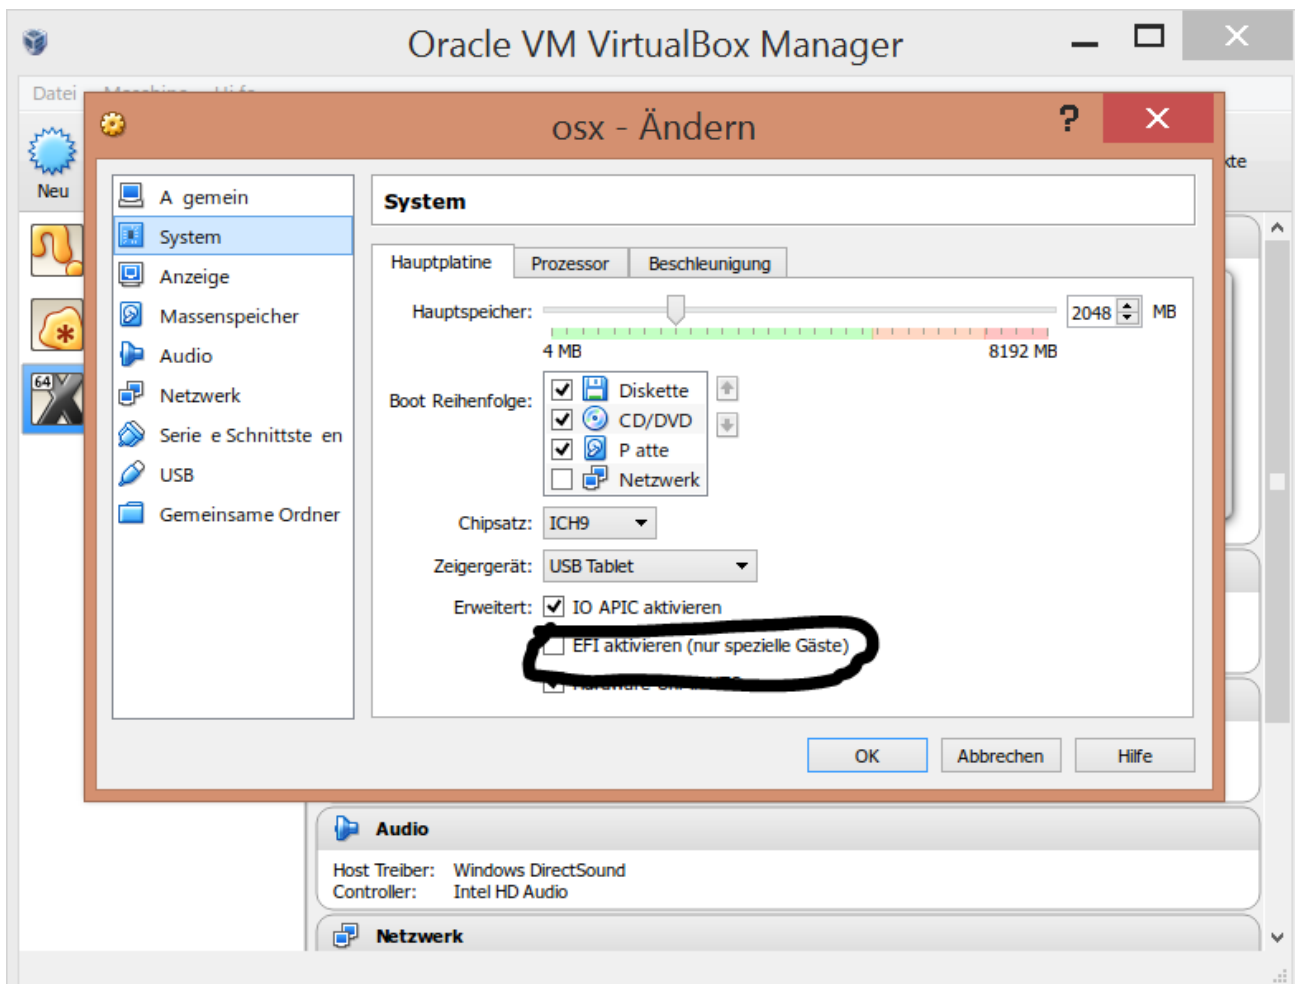 Oracle VM VirtualBox Manager
Datei
osx - Ändern
?
Neu
kte
A gemein
System
Anzeige
Massenspeicher
Audio
Netzwerk
Serie e Schnittste en
USB
Gemeinsame Ordner
System
Hauptplatine Prozessor Beschleunigung
Hauptspeicher: 2048 MB
4 MB 8192 MB
Boot Reihenfolge:
Diskette
CD/DVD
P atte
Netzwerk
Chipsatz: ICH9
Zeigergerät: USB Tablet
Erweitert: IO APIC aktivieren
EFI aktivieren (nur spezielle Gäste)
OK Abbrechen Hilfe
64
Audio
Host Treiber: Windows DirectSound
Controller: Intel HD Audio
Netzwerk